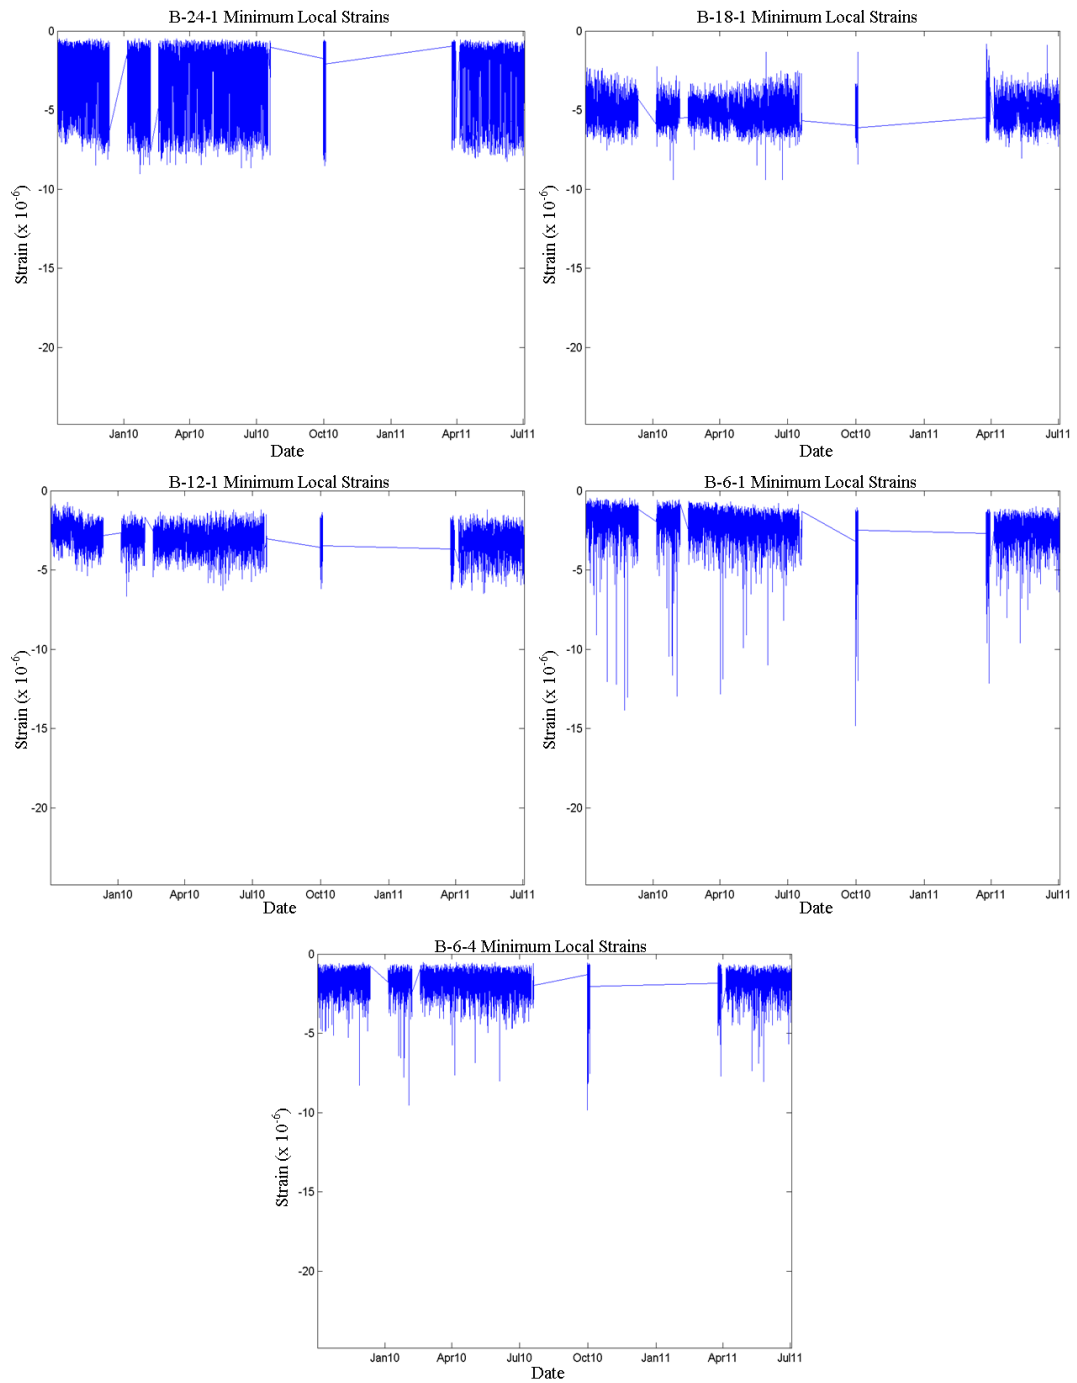 B-24-1 Minimum Local Strains
0
-5
-10
-15
-20
Strain (x 10-6)
Jan10 Apr10 Jul10 Oct10 Jan11 Apr11 Jul11
Date
B-18-1 Minimum Local Strains
0
-5
-10
-15
-20
Strain (x 10-6)
Jan10 Apr10 Jul10 Oct10 Jan11 Apr11 Jul11
Date
B-12-1 Minimum Local Strains
0
-5
-10
-15
-20
Strain (x 10-6)
Jan10 Apr10 Jul10 Oct10 Jan11 Apr11 Jul11
Date
B-6-1 Minimum Local Strains
0
-5
-10
-15
-20
Strain (x 10-6)
Jan10 Apr10 Jul10 Oct10 Jan11 Apr11 Jul11
Date
B-6-4 Minimum Local Strains
0
-5
-10
-15
-20
Strain (x 10-6)
Jan10 Apr10 Jul10 Oct10 Jan11 Apr11 Jul11
Date